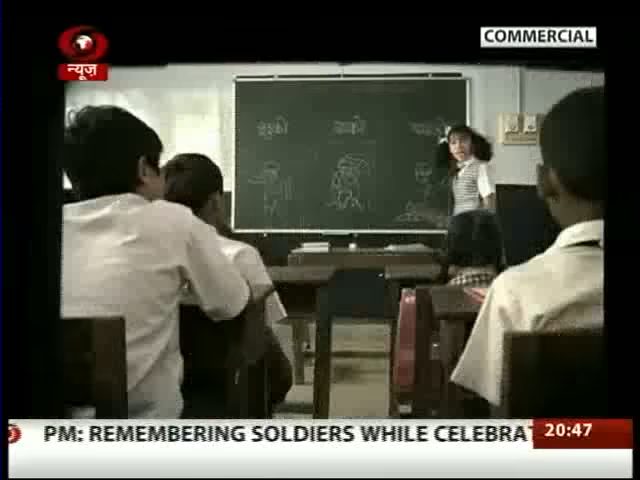 COMMERCIAL
न्यूज़
PM: REMEMBERING SOLDIERS WHILE CELEBRAT
20:47